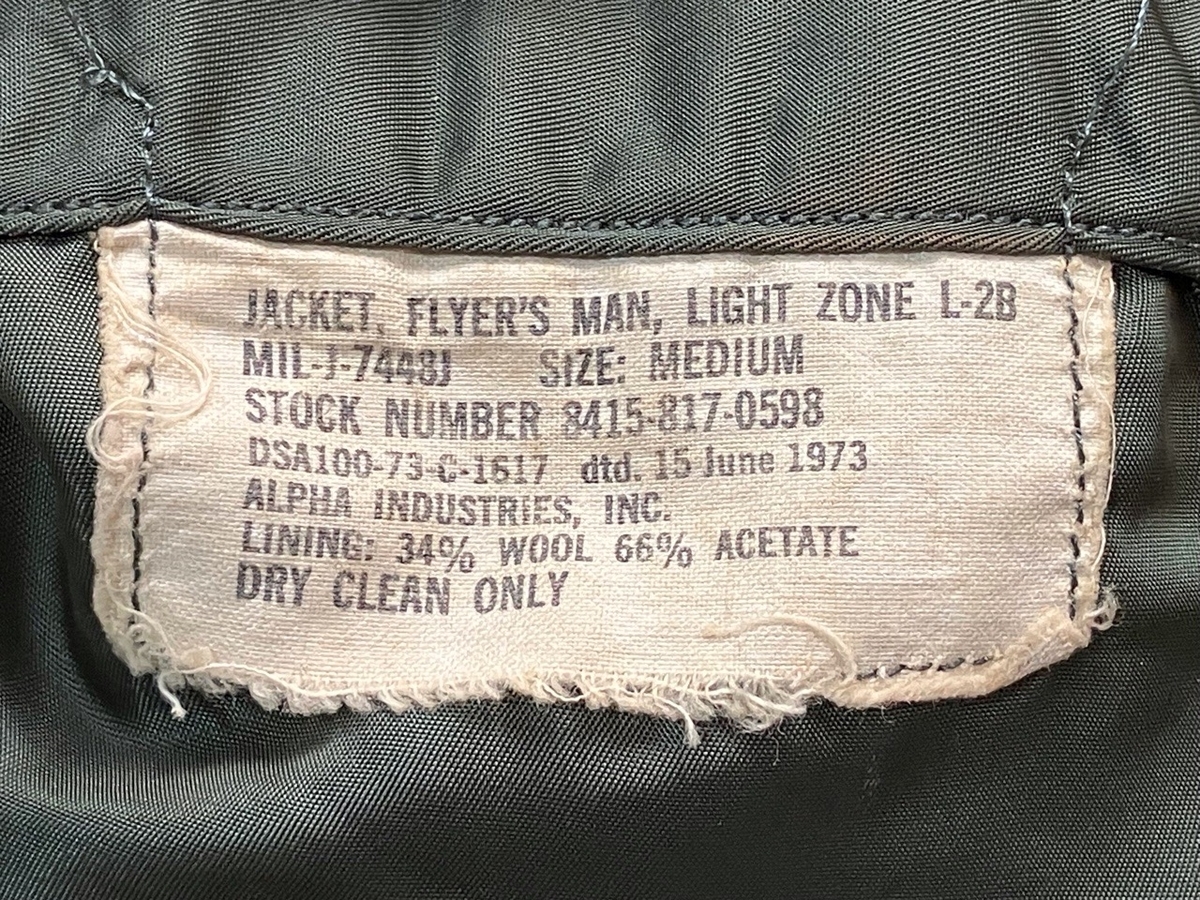 JACKET, FLYER'S MAN, LIGHT ZONE L-2B
MIL-J-7448J SIZE: MEDIUM
STOCK NUMBER 8415-817-0598
DSA100-73-C-1617 dtd. 15 June 1973
ALPHA INDUSTRIES, INC.
LINING: 34% WOOL 66% ACETATE
DRY CLEAN ONLY